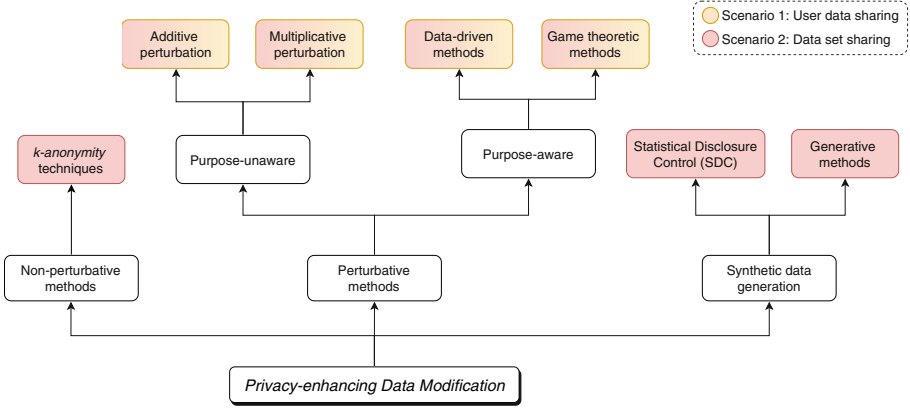 Scenario 1: User data sharing
Scenario 2: Data set sharing
Additive
perturbation
Multiplicative
perturbation
Data-driven
methods
Game theoretic
methods
k-anonymity
techniques
Purpose-unaware
Purpose-aware
Statistical Disclosure
Control (SDC)
Generative
methods
Non-perturbative
methods
Perturbative
methods
Synthetic data
generation
Privacy-enhancing Data Modification